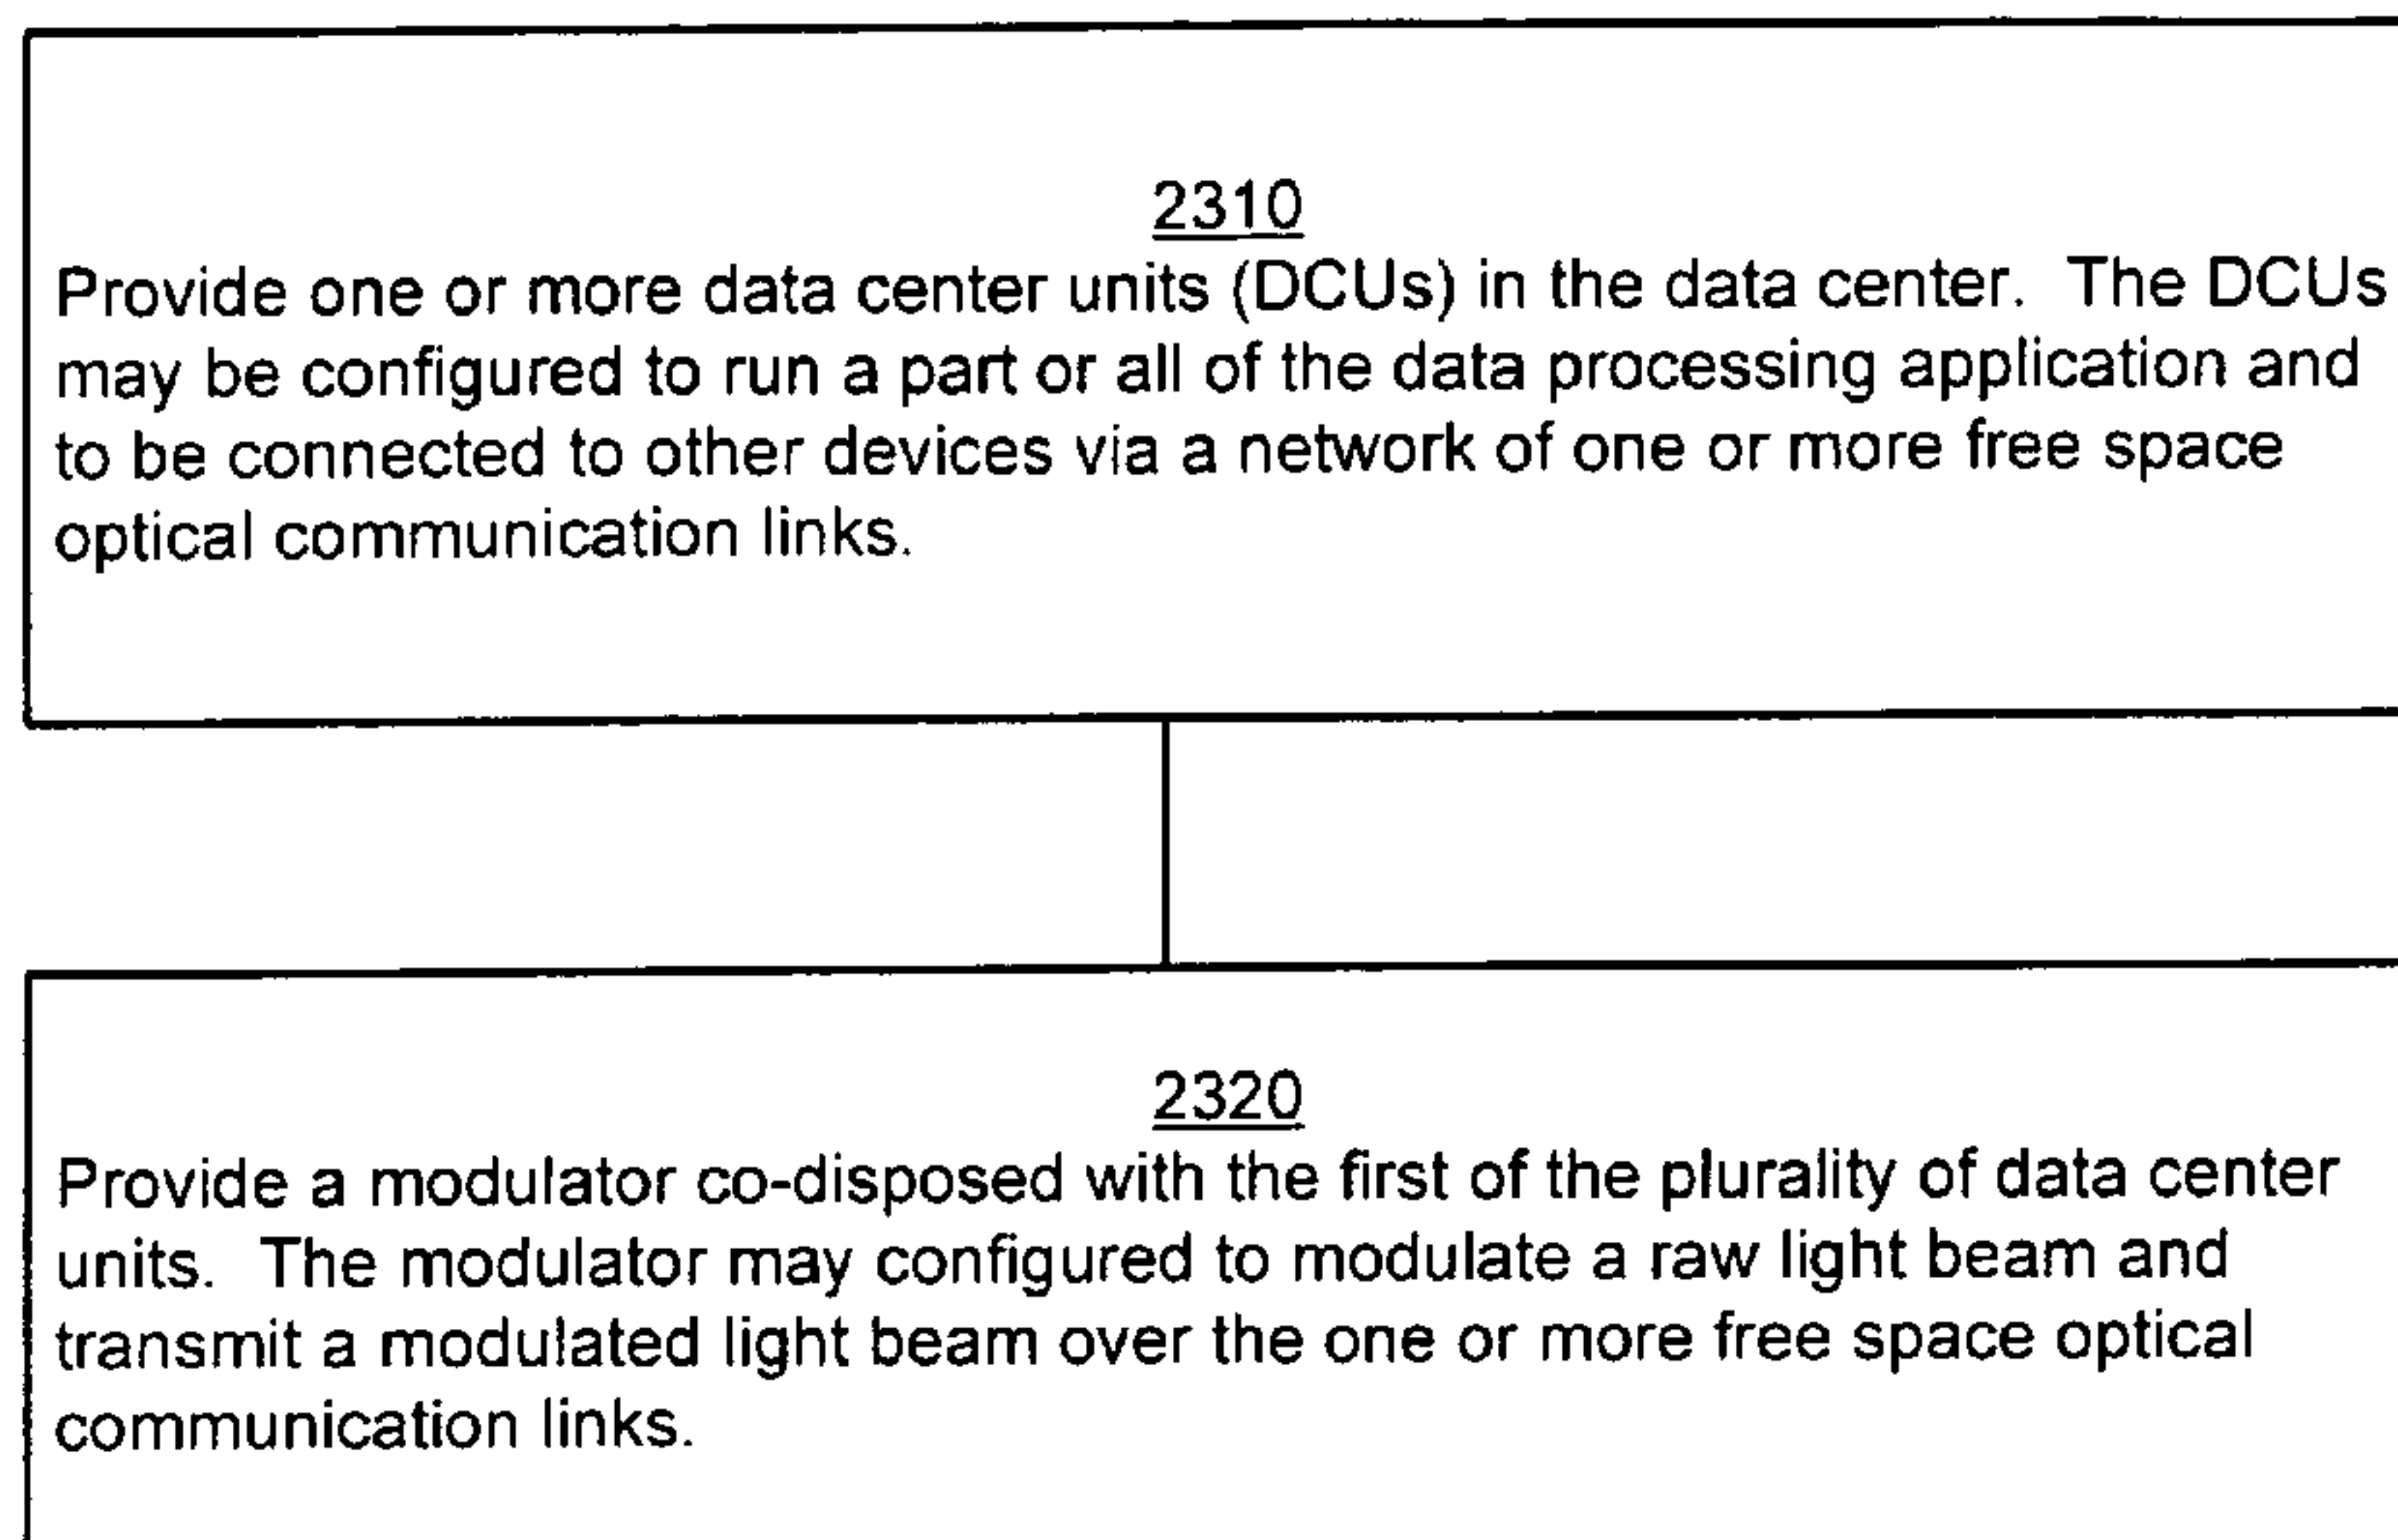 2310
Provide one or more data center units (DCUs) in the data center. The DCUs
may be configured to run a part or all of the data processing application and
to be connected to other devices via a network of one or more free space
optical communication links.
2320
Provide a modulator co-disposed with the first of the plurality of data center
units. The modulator may configured to modulate a raw light beam and
transmit a modulated light beam over the one or more free space optical
communication links.